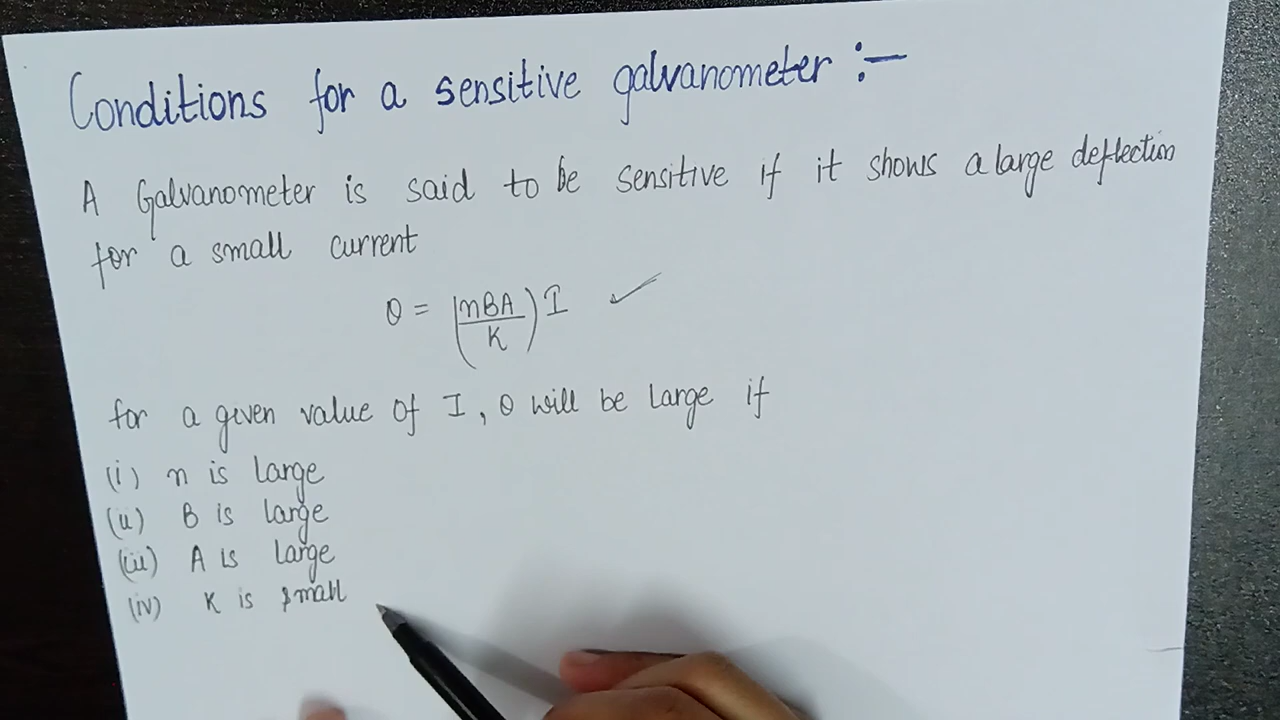 Conditions for a sensitive galvanometer :-
A Galvanometer is said to be sensitive if it shows a large deflection
for a small current
θ = (nBA/K) I ✓
for a given value of I, θ will be large if
(i) n is large
(ii) B is large
(iii) A is large
(iv) K is small